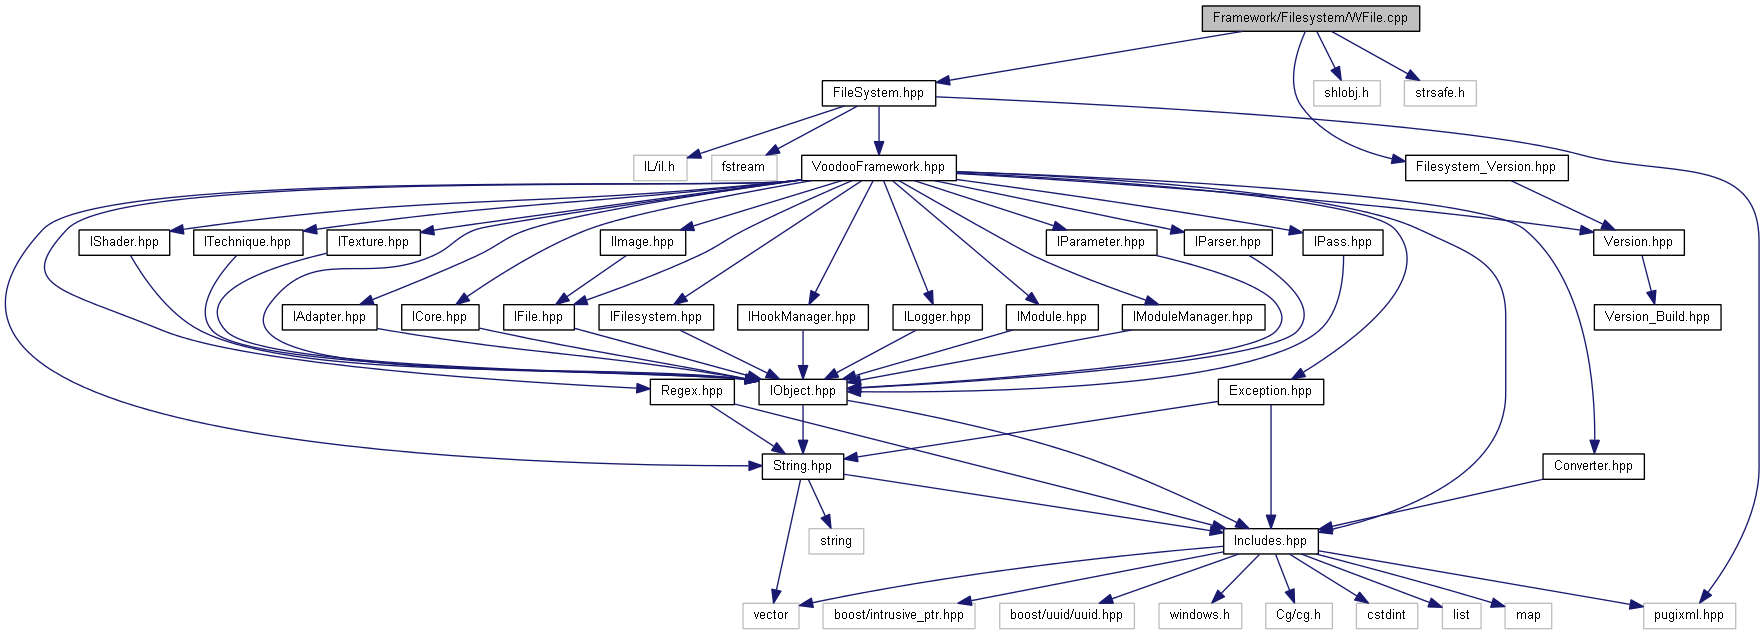 Framework/Filesystem/WFile.cpp
FileSystem.hpp
shlobj.h
strsafe.h
IL/il.h
fstream
VoodooFramework.hpp
Filesystem_Version.hpp
IShader.hpp
ITechnique.hpp
ITexture.hpp
IImage.hpp
IParameter.hpp
IParser.hpp
IPass.hpp
Version.hpp
IAdapter.hpp
ICore.hpp
IFile.hpp
IFilesystem.hpp
IHookManager.hpp
ILogger.hpp
IModule.hpp
IModuleManager.hpp
Version_Build.hpp
Regex.hpp
IObject.hpp
Exception.hpp
String.hpp
Converter.hpp
string
Includes.hpp
vector
boost/intrusive_ptr.hpp
boost/uuid/uuid.hpp
windows.h
Cg/cg.h
cstdint
list
map
pugixml.hpp